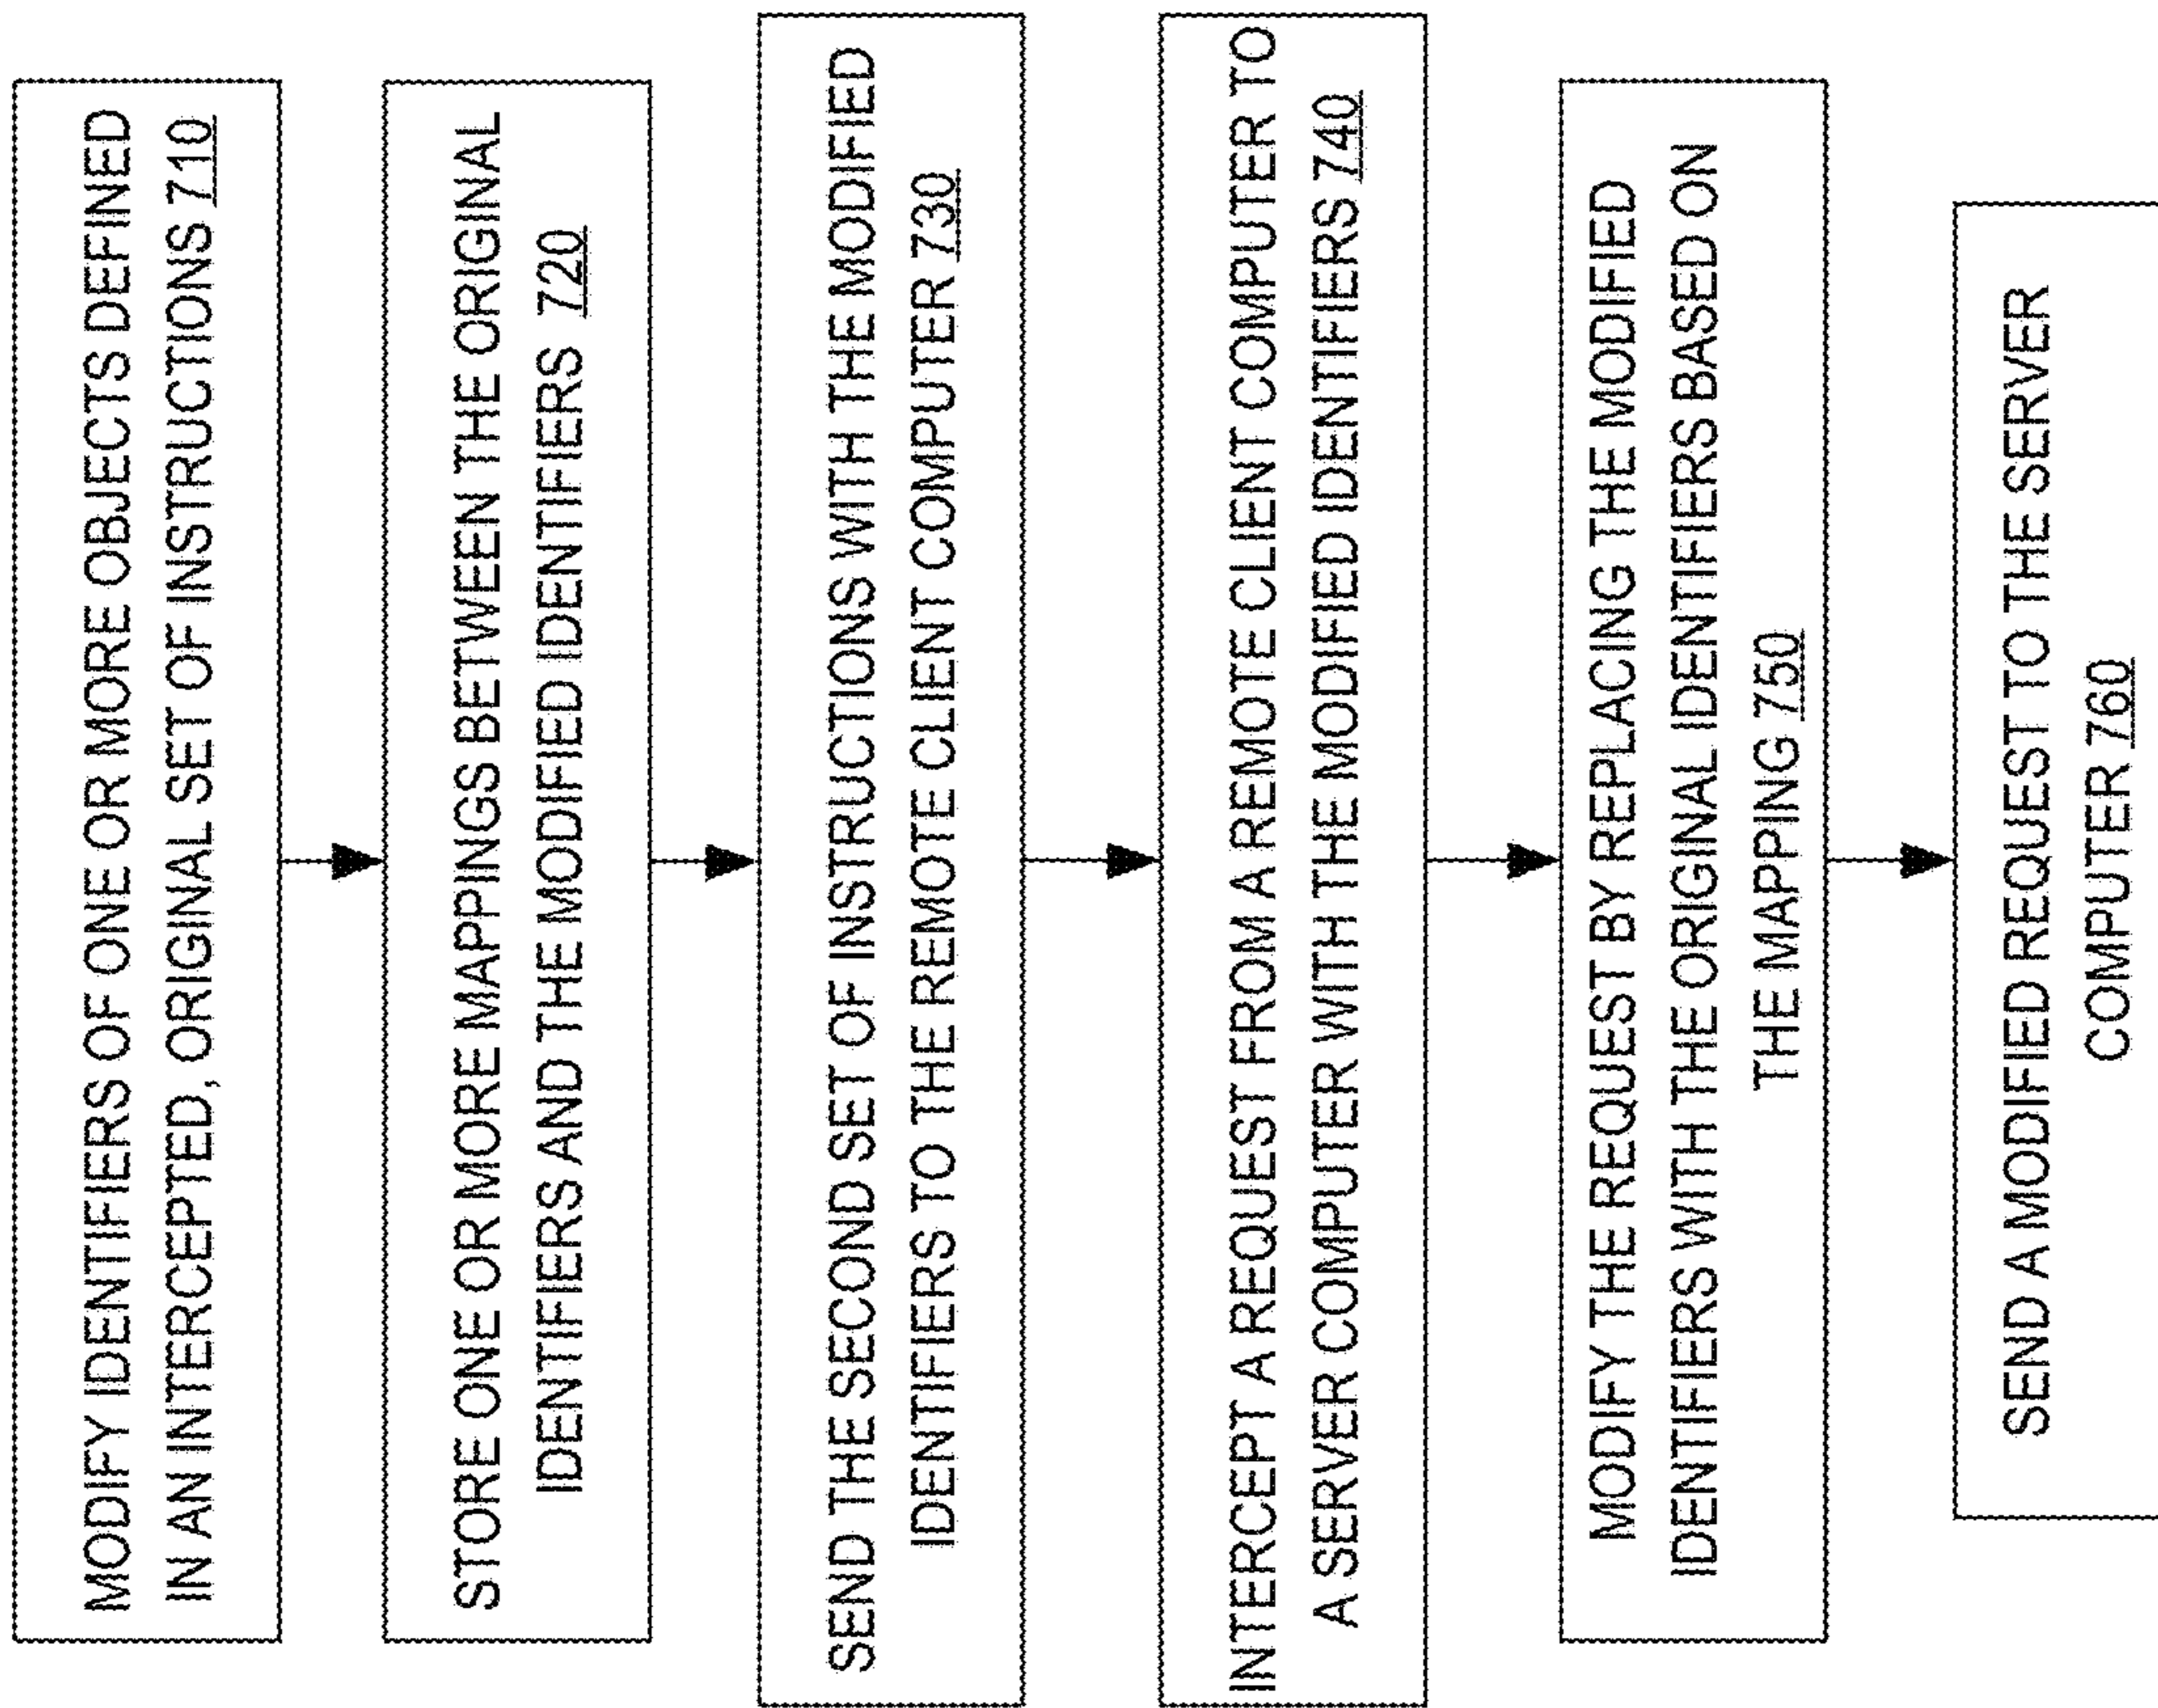 MODIFY IDENTIFIERS OF ONE OR MORE OBJECTS DEFINED
IN AN INTERCEPTED, ORIGINAL SET OF INSTRUCTIONS 710
STORE ONE OR MORE MAPPINGS BETWEEN THE ORIGINAL
IDENTIFIERS AND THE MODIFIED IDENTIFIERS 720
SEND THE SECOND SET OF INSTRUCTIONS WITH THE MODIFIED
IDENTIFIERS TO THE REMOTE CLIENT COMPUTER 730
INTERCEPT A REQUEST FROM A REMOTE CLIENT COMPUTER TO
A SERVER COMPUTER WITH THE MODIFIED IDENTIFIERS 740
MODIFY THE REQUEST BY REPLACING THE MODIFIED
IDENTIFIERS WITH THE ORIGINAL IDENTIFIERS BASED ON
THE MAPPING 750
SEND A MODIFIED REQUEST TO THE SERVER
COMPUTER 760